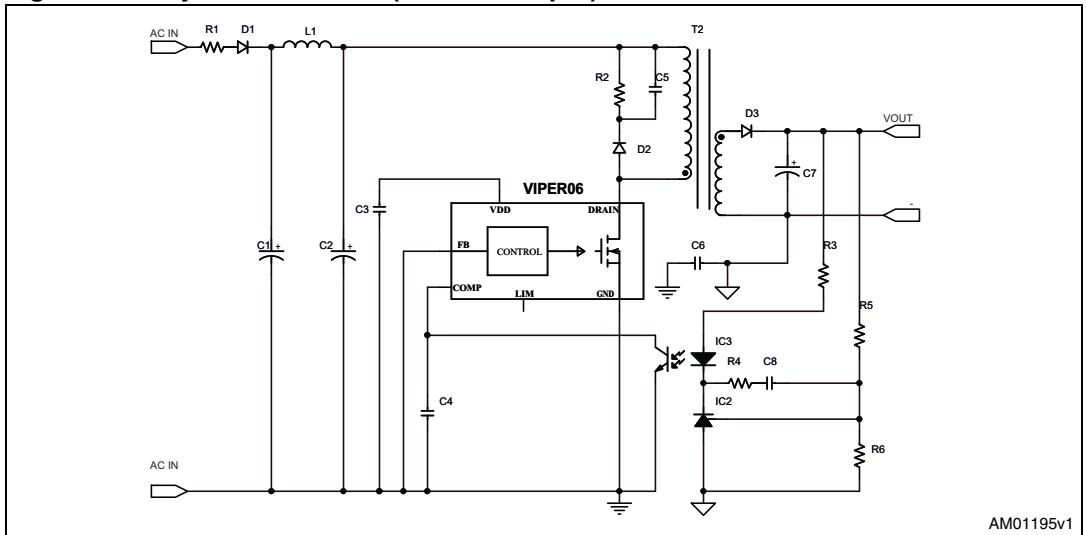 AC IN
R1
D1
L1
T2
R2
C5
D3
VOUT
D2
C7
VIPER06
C3
VDD
DRAIN
-
C1
+
C2
+
FB
CONTROL
C6
R3
COMP
LIM
GND
R5
IC3
R4
C8
C4
IC2
R6
AC IN
AM01195v1